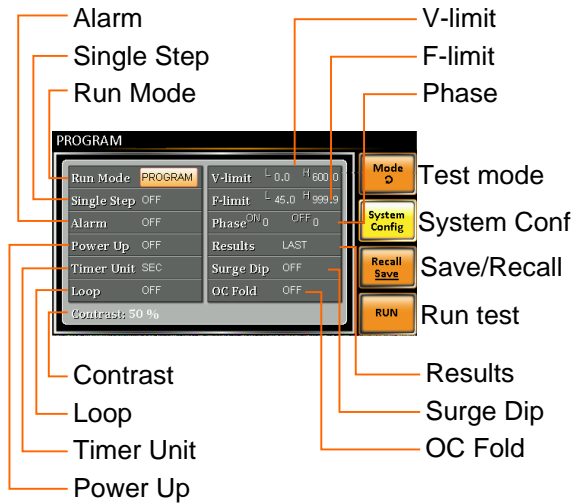 Alarm
V-limit
Single Step
F-limit
Run Mode
Phase
PROGRAM
Run Mode PROGRAM
V-limit L 0.0 H 600.0
Mode
Test mode
Single Step OFF
F-limit L 45.0 H 999.9
Alarm OFF
Phase ON 0 OFF 0
System
Config
System Conf
Power Up OFF
Results LAST
Timer Unit SEC
Surge Dip OFF
Recall
Save
Save/Recall
Loop OFF
OC Fold OFF
Contrast: 50 %
RUN
Run test
Contrast
Results
Loop
Surge Dip
Timer Unit
OC Fold
Power Up